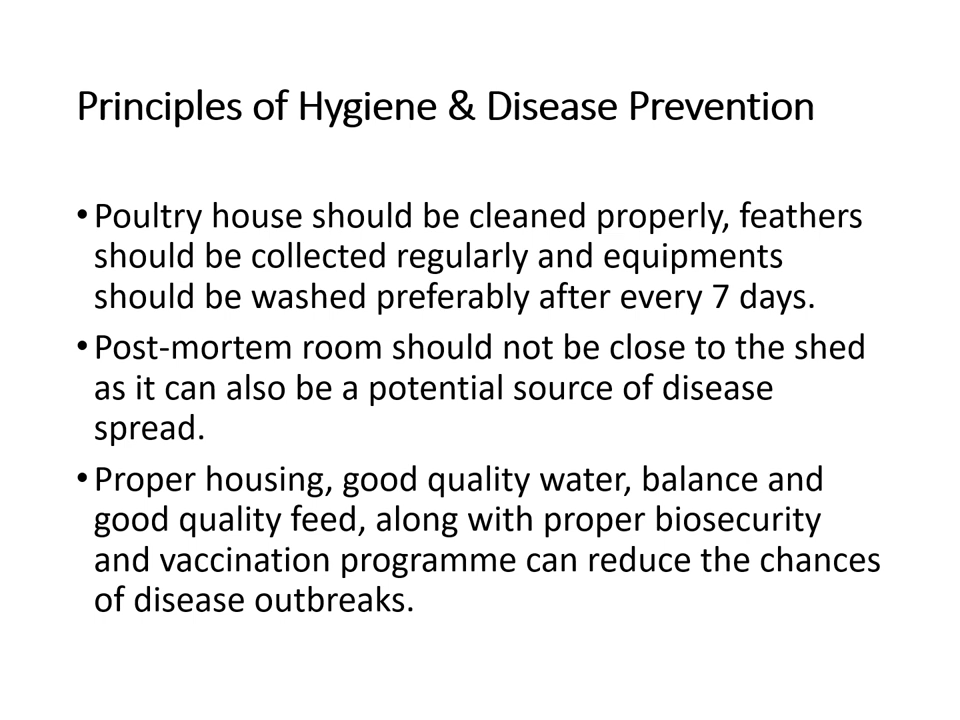 Principles of Hygiene & Disease Prevention
•Poultry house should be cleaned properly, feathers
should be collected regularly and equipments
should be washed preferably after every 7 days.
•Post-mortem room should not be close to the shed
as it can also be a potential source of disease
spread.
•Proper housing, good quality water, balance and
good quality feed, along with proper biosecurity
and vaccination programme can reduce the chances
of disease outbreaks.